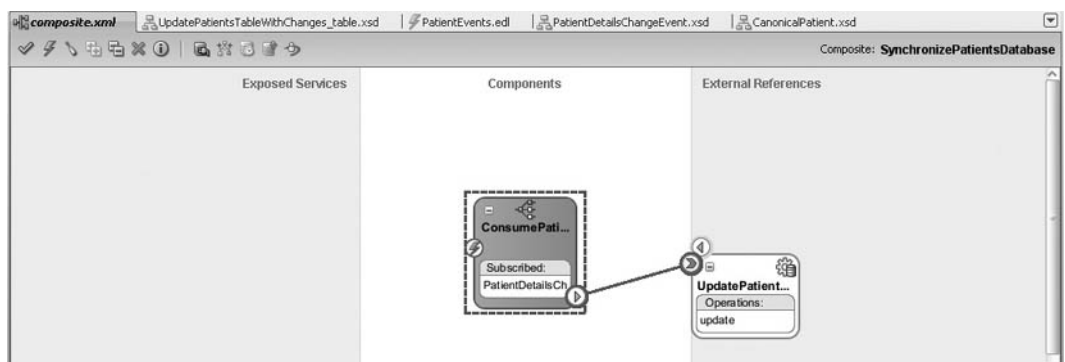 composite.xml
UpdatePatientsTableWithChanges_table.xsd
PatientEvents.edl
PatientDetailsChangeEvent.xsd
CanonicalPatient.xsd
Composite: SynchronizePatientsDatabase
Exposed Services
Components
External References
ConsumePati...
Subscribed:
PatientDetailsCh
UpdatePatient...
Operations:
update